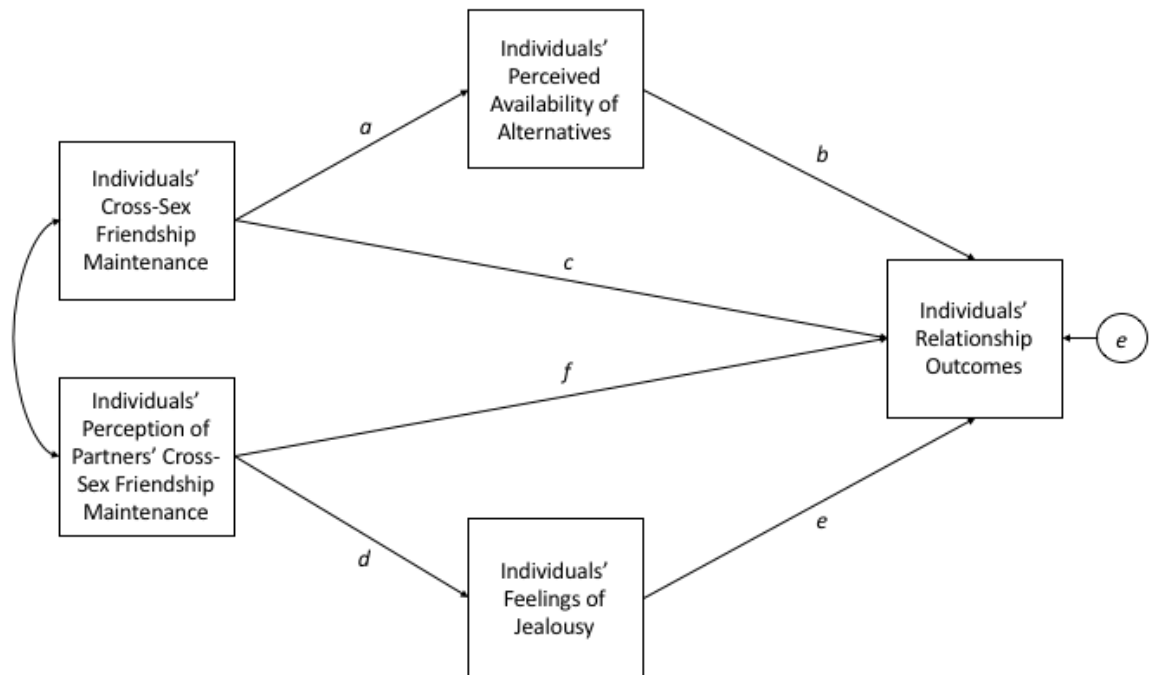 Individuals'
Perceived
Availability of
Alternatives
a
b
Individuals'
Cross-Sex
Friendship
Maintenance
c
Individuals'
Relationship
Outcomes
e
f
Individuals'
Perception of
Partners' Cross-
Sex Friendship
Maintenance
d
e
Individuals'
Feelings of
Jealousy